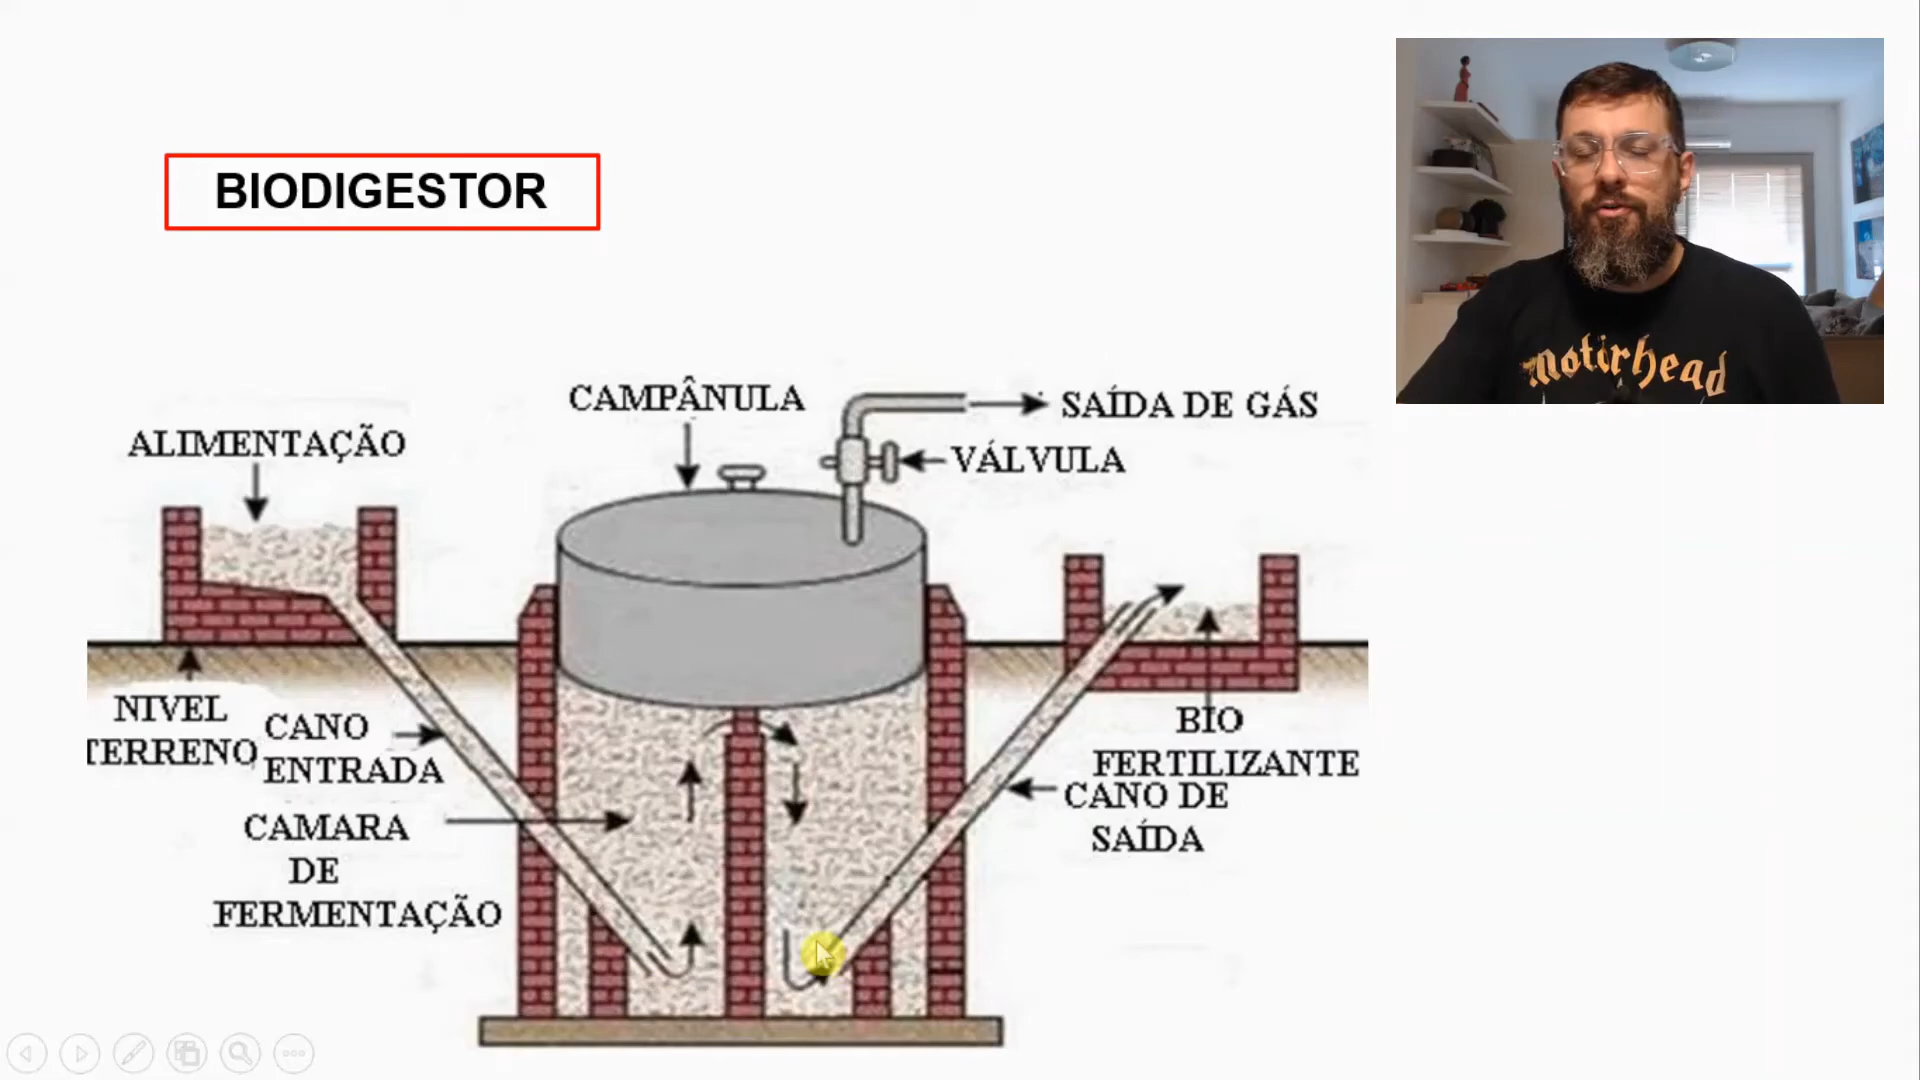 BIODIGESTOR
motörhead
CAMPÂNULA
SAÍDA DE GÁS
ALIMENTAÇÃO
VÁLVULA
NIVEL
TERRENO
CANO
ENTRADA
BIO
FERTILIZANTE
CANO DE
SAÍDA
CAMARA
DE
FERMENTAÇÃO